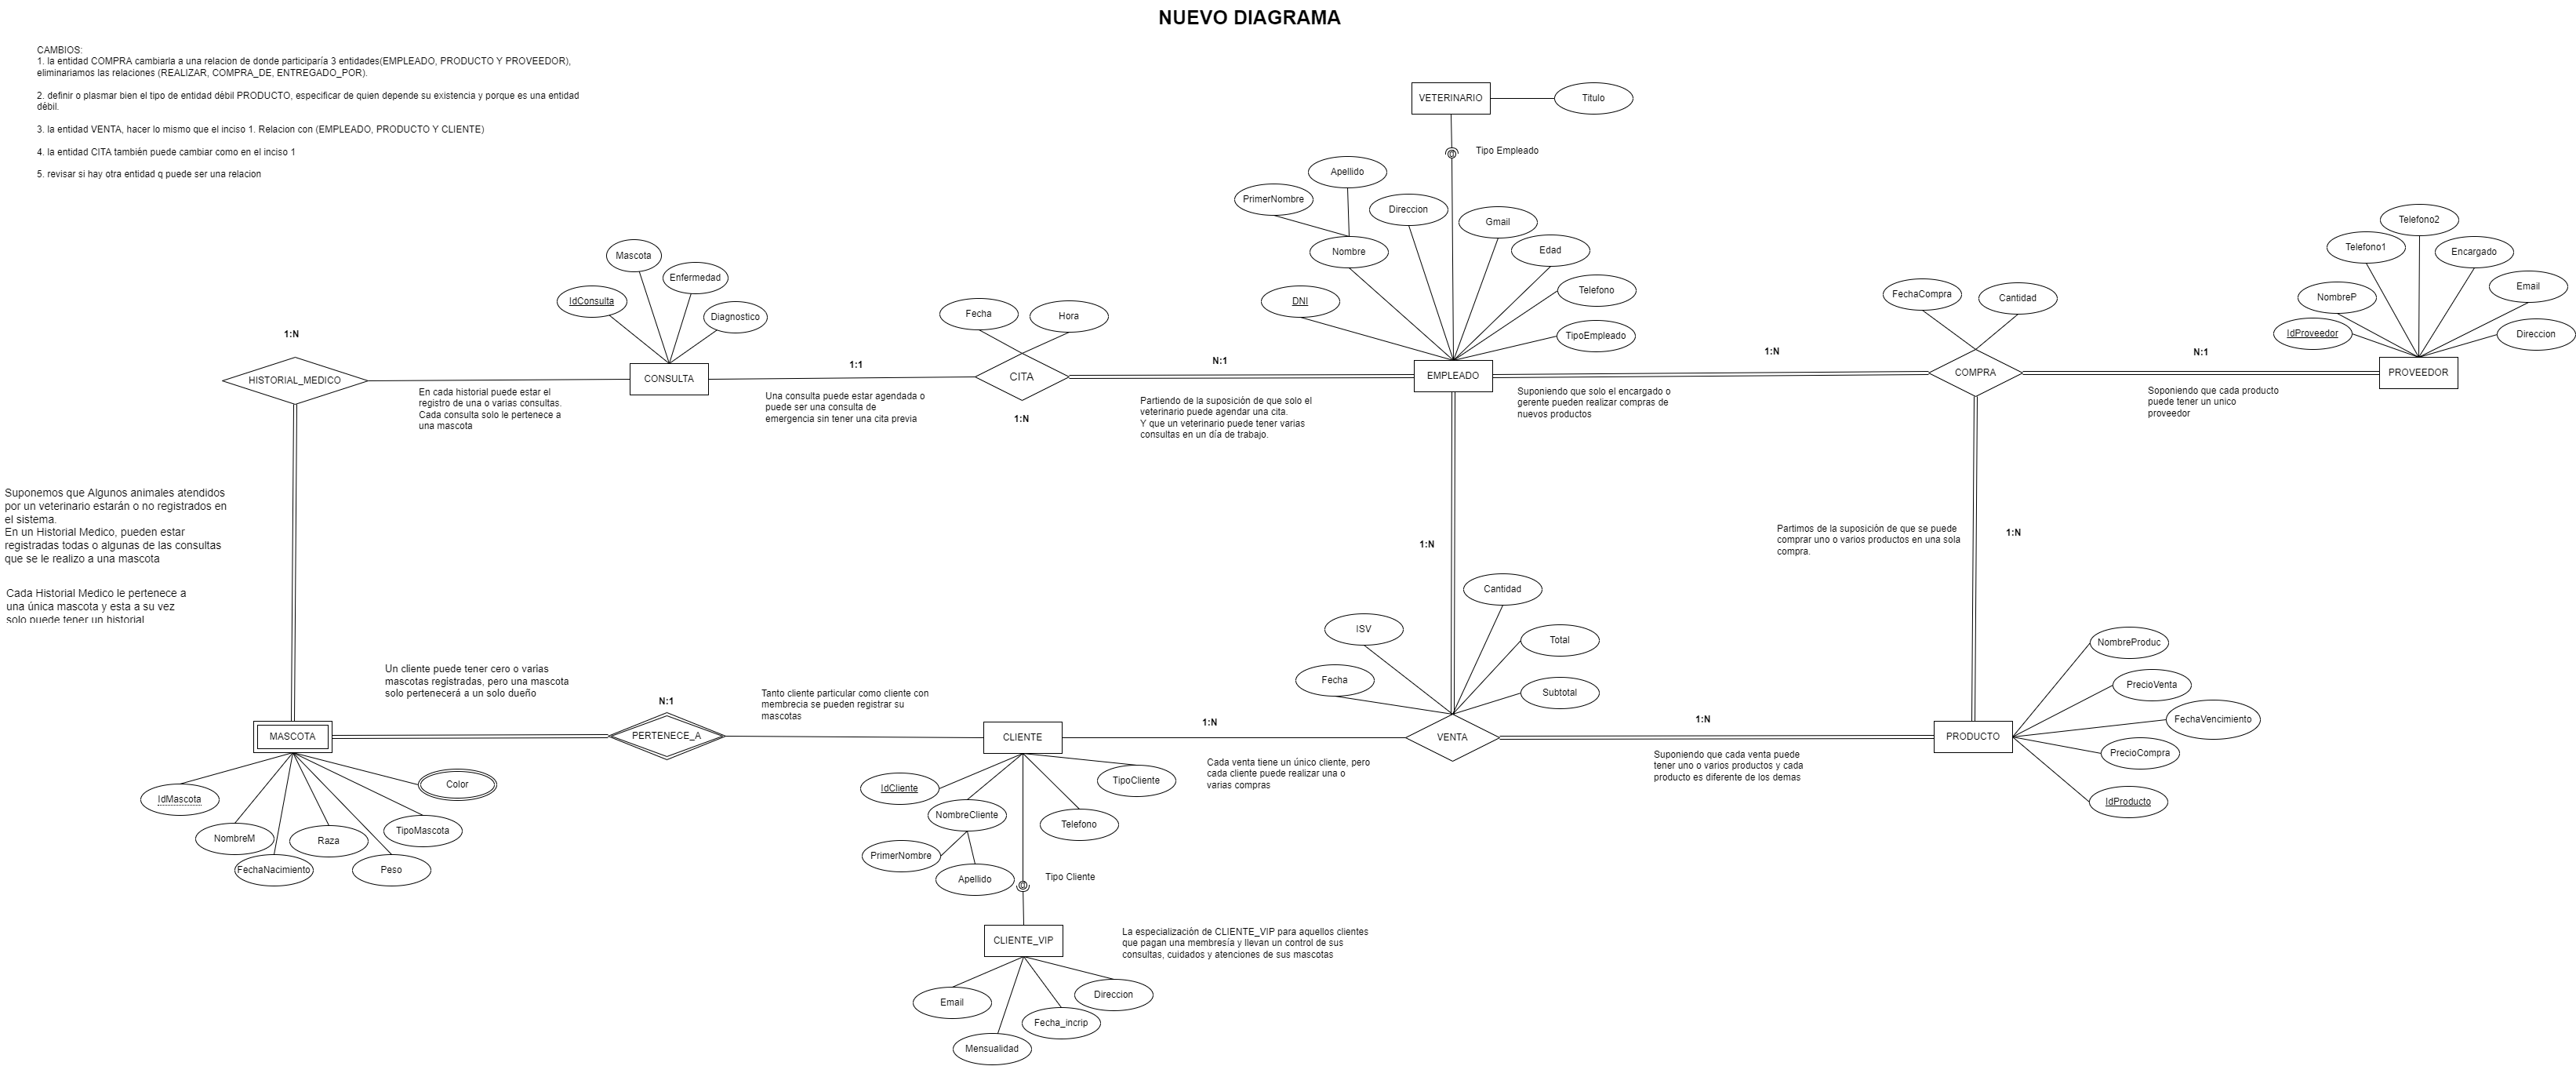 NUEVO DIAGRAMA
CAMBIOS:
1. la entidad COMPRA cambiarla a una relacion de donde participaría 3 entidades(EMPLEADO, PRODUCTO Y PROVEEDOR),
eliminariamos las relaciones (REALIZAR, COMPRA_DE, ENTREGADO_POR).
2. definir o plasmar bien el tipo de entidad débil PRODUCTO, especificar de quien depende su existencia y porque es una entidad
débil.
3. la entidad VENTA, hacer lo mismo que el inciso 1. Relacion con (EMPLEADO, PRODUCTO Y CLIENTE)
4. la entidad CITA también puede cambiar como en el inciso 1
5. revisar si hay otra entidad q puede ser una relacion
VETERINARIO
Titulo
Tipo Empleado
Apellido
PrimerNombre
Direccion
Gmail
Nombre
Edad
DNI
Telefono
TipoEmpleado
EMPLEADO
Telefono2
Telefono1
Encargado
NombreP
Email
IdProveedor
Direccion
PROVEEDOR
FechaCompra
Cantidad
COMPRA
1:N
N:1
Suponiendo que solo el encargado o
gerente pueden realizar compras de
nuevos productos
Soponiendo que cada producto
puede tener un unico
proveedor
Mascota
Enfermedad
IdConsulta
Diagnostico
CONSULTA
Fecha
Hora
CITA
1:1
N:1
1:N
Una consulta puede estar agendada o
puede ser una consulta de
emergencia sin tener una cita previa
Partiendo de la suposición de que solo el
veterinario puede agendar una cita.
Y que un veterinario puede tener varias
consultas en un día de trabajo.
1:N
HISTORIAL_MEDICO
En cada historial puede estar el
registro de una o varias consultas.
Cada consulta solo le pertenece a
una mascota
Suponemos que Algunos animales atendidos
por un veterinario estarán o no registrados en
el sistema.
En un Historial Medico, pueden estar
registradas todas o algunas de las consultas
que se le realizo a una mascota
Cada Historial Medico le pertenece a
una única mascota y esta a su vez
solo puede tener un historial
1:N
Partimos de la suposición de que se puede
comprar uno o varios productos en una sola
compra.
1:N
Cantidad
ISV
Total
Fecha
Subtotal
VENTA
1:N
1:N
Cada venta tiene un único cliente, pero
cada cliente puede realizar una o
varias compras
Suponiendo que cada venta puede
tener uno o varios productos y cada
producto es diferente de los demas
NombreProduc
PrecioVenta
FechaVencimiento
PrecioCompra
IdProducto
PRODUCTO
Un cliente puede tener cero o varias
mascotas registradas, pero una mascota
solo pertenecerá a un solo dueño
N:1
PERTENECE_A
Tanto cliente particular como cliente con
membrecia se pueden registrar su
mascotas
MASCOTA
Color
IdMascota
TipoMascota
NombreM
Raza
FechaNacimiento
Peso
CLIENTE
TipoCliente
IdCliente
NombreCliente
Telefono
PrimerNombre
Apellido
Tipo Cliente
CLIENTE_VIP
La especialización de CLIENTE_VIP para aquellos clientes
que pagan una membresía y llevan un control de sus
consultas, cuidados y atenciones de sus mascotas
Email
Direccion
Fecha_incrip
Mensualidad